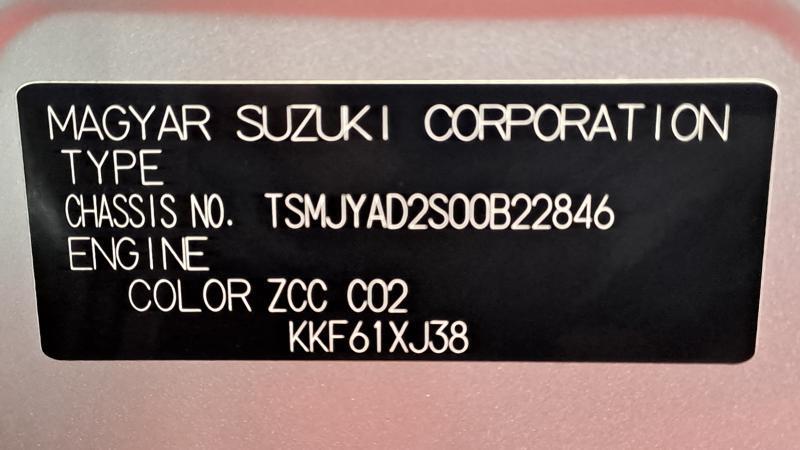 MAGYAR SUZUKI CORPORATION
TYPE
CHASSIS NO. TSMJYAD2S00B22846
ENGINE
COLOR ZCC C02
KKF61XJ38